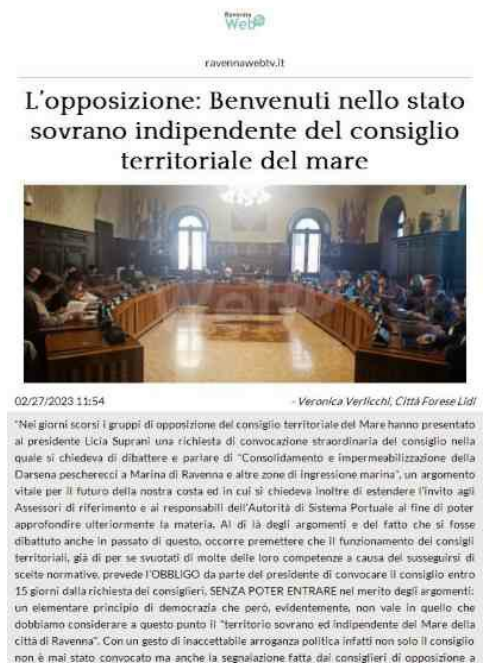 Ravenna
Web
ravennawebtv.it
L'opposizione: Benvenuti nello stato
sovrano indipendente del consiglio
territoriale del mare
02/27/2023 11:54
- Veronica Verlicchi, Città Forese Lidi
"Nei giorni scorsi i gruppi di opposizione del consiglio territoriale del Mare hanno presentato
al presidente Licia Suprani una richiesta di convocazione straordinaria del consiglio nella
quale si chiedeva di dibattere e parlare di "Consolidamento e impermeabilizzazione della
Darsena pescherecci a Marina di Ravenna e altre zone di ingressione marina", un argomento
vitale per il futuro della nostra costa ed in cui si chiedeva inoltre di estendere l'invito agli
Assessori di riferimento e ai responsabili dell'Autorità di Sistema Portuale al fine di poter
approfondire ulteriormente la materia. Al di là degli argomenti e del fatto che si fosse
dibattuto anche in passato di questo, occorre premettere che il funzionamento dei consigli
territoriali, già di per se svuotati di molte delle loro competenze a causa del susseguirsi di
scelte normative, prevede l'OBBLIGO da parte del presidente di convocare il consiglio entro
15 giorni dalla richiesta dei consiglieri, SENZA POTER ENTRARE nel merito degli argomenti:
un elementare principio di democrazia che però, evidentemente, non vale in quello che
dobbiamo considerare a questo punto il "territorio sovrano ed indipendente del Mare della
città di Ravenna". Con un gesto di inaccettabile arroganza politica infatti non solo il consiglio
non è mai stato convocato ma anche la segnalazione fatta dai consiglieri di opposizione a